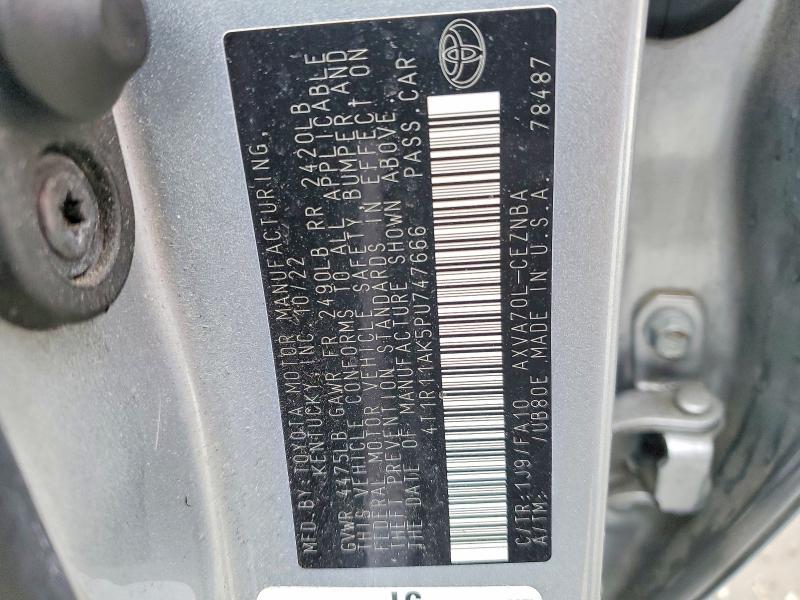 MFD. BY TOYOTA MOTOR MANUFACTURING,
KENTUCKY, INC. 10/22
GVWR 4475LB GAWR FR 2490LB RR 2420LB
THIS VEHICLE CONFORMS TO ALL APPLICABLE
FEDERAL MOTOR VEHICLE SAFETY, BUMPER AND
THEFT PREVENTION STANDARDS IN EFFECT ON
THE DATE OF MANUFACTURE SHOWN ABOVE.
4T1R11AK5PU747666 PASS.CAR
C/TR:1J9/FA10 AXVA70L-CEZNBA
A/TM: /UB80E MADE IN U.S.A. 78487